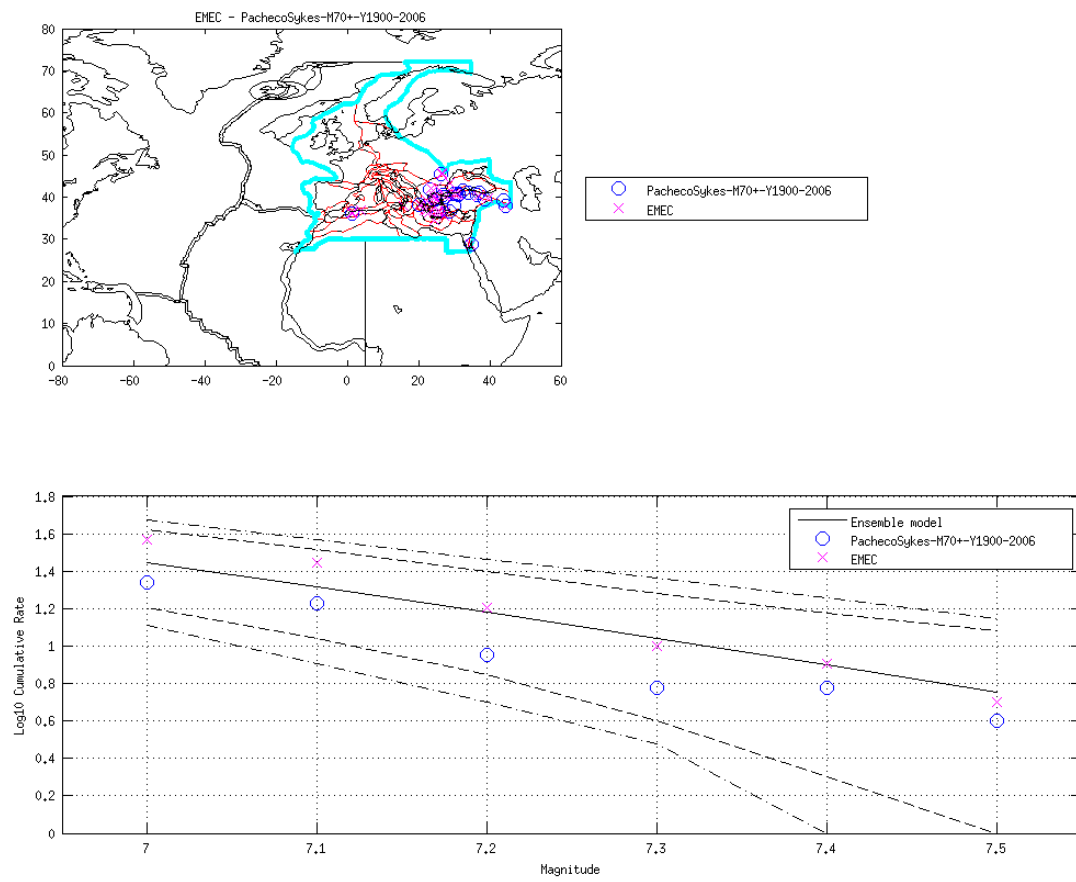 EMEC - PachecoSykes-M70+-Y1900-2006
80
70
60
50
40
30
20
10
0
-80 -60 -40 -20 0 20 40 60
PachecoSykes-M70+-Y1900-2006
EMEC
1.8
1.6
1.4
1.2
1
0.8
0.6
0.4
0.2
0
Log10 Cumulative Rate
Ensemble model
PachecoSykes-M70+-Y1900-2006
EMEC
7 7.1 7.2 7.3 7.4 7.5
Magnitude